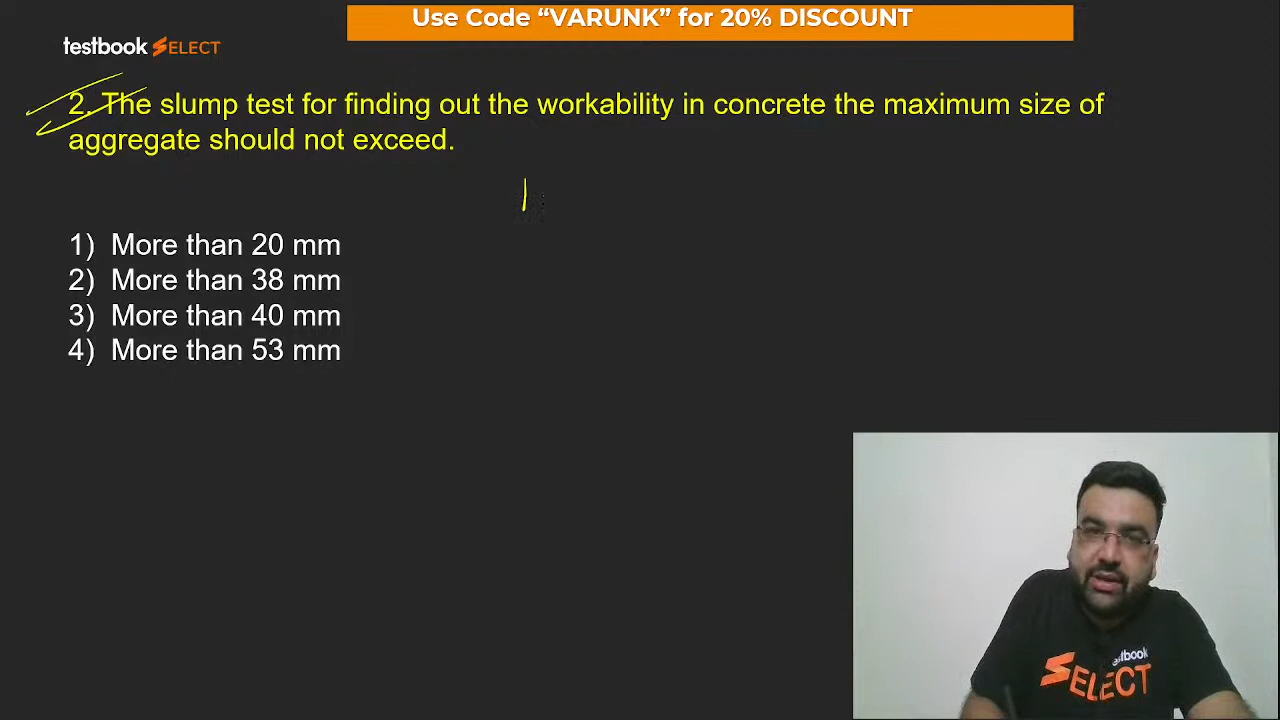 Use Code “VARUNK” for 20% DISCOUNT
testbook SELECT
2. The slump test for finding out the workability in concrete the maximum size of
aggregate should not exceed.
1) More than 20 mm
2) More than 38 mm
3) More than 40 mm
4) More than 53 mm
testbook
SELECT